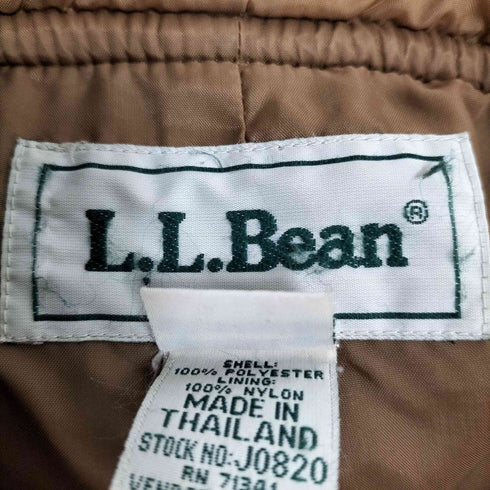 L.L.Bean®
SHELL:
100% POLYESTER
LINING:
100% NYLON
MADE IN
THAILAND
STOCK NO: J0820
RN 71341